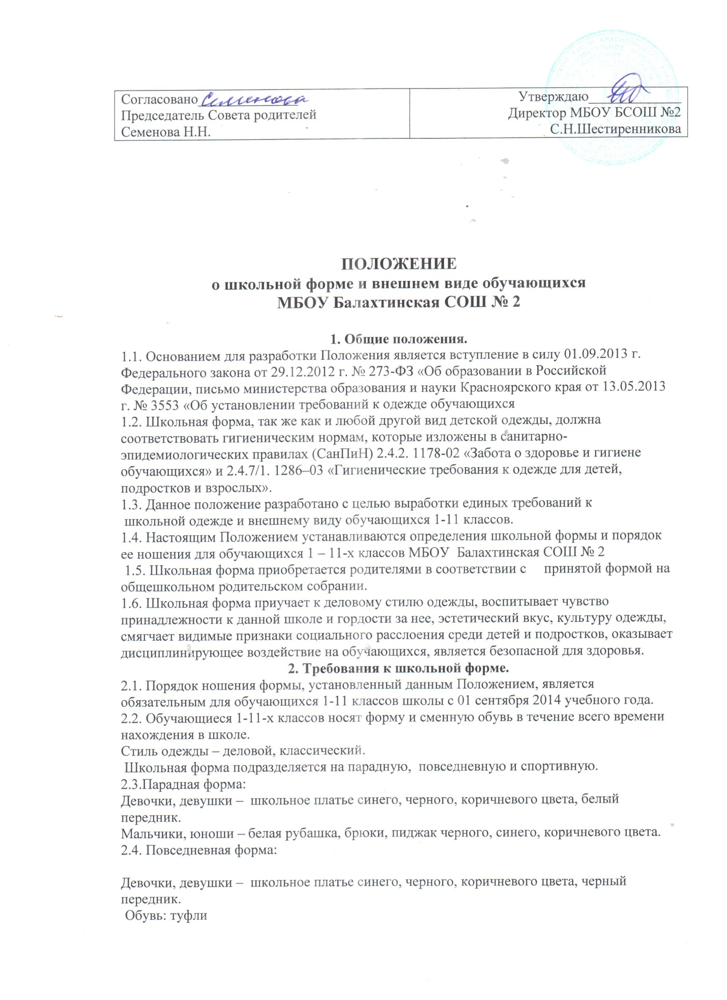 Согласовано Семенова
Председатель Совета родителей
Семенова Н.Н.
Утверждаю
Директор МБОУ БСОШ №2
С.Н.Шестиренникова
ПОЛОЖЕНИЕ
о школьной форме и внешнем виде обучающихся
МБОУ Балахтинская СОШ № 2
1. Общие положения.
1.1. Основанием для разработки Положения является вступление в силу 01.09.2013 г.
Федерального закона от 29.12.2012 г. № 273-ФЗ «Об образовании в Российской
Федерации, письмо министерства образования и науки Красноярского края от 13.05.2013
г. № 3553 «Об установлении требований к одежде обучающихся
1.2. Школьная форма, так же как и любой другой вид детской одежды, должна
соответствовать гигиеническим нормам, которые изложены в санитарно-
эпидемиологических правилах (СанПиН) 2.4.2. 1178-02 «Забота о здоровье и гигиене
обучающихся» и 2.4.7/1. 1286–03 «Гигиенические требования к одежде для детей,
подростков и взрослых».
1.3. Данное положение разработано с целью выработки единых требований к
школьной одежде и внешнему виду обучающихся 1-11 классов.
1.4. Настоящим Положением устанавливаются определения школьной формы и порядок
ее ношения для обучающихся 1 – 11-х классов МБОУ Балахтинская СОШ № 2
1.5. Школьная форма приобретается родителями в соответствии с принятой формой на
общешкольном родительском собрании.
1.6. Школьная форма приучает к деловому стилю одежды, воспитывает чувство
принадлежности к данной школе и гордости за нее, эстетический вкус, культуру одежды,
смягчает видимые признаки социального расслоения среди детей и подростков, оказывает
дисциплинирующее воздействие на обучающихся, является безопасной для здоровья.
2. Требования к школьной форме.
2.1. Порядок ношения формы, установленный данным Положением, является
обязательным для обучающихся 1-11 классов школы с 01 сентября 2014 учебного года.
2.2. Обучающиеся 1-11-х классов носят форму и сменную обувь в течение всего времени
нахождения в школе.
Стиль одежды – деловой, классический.
Школьная форма подразделяется на парадную, повседневную и спортивную.
2.3.Парадная форма:
Девочки, девушки – школьное платье синего, черного, коричневого цвета, белый
передник.
Мальчики, юноши – белая рубашка, брюки, пиджак черного, синего, коричневого цвета.
2.4. Повседневная форма:
Девочки, девушки – школьное платье синего, черного, коричневого цвета, черный
передник.
Обувь: туфли